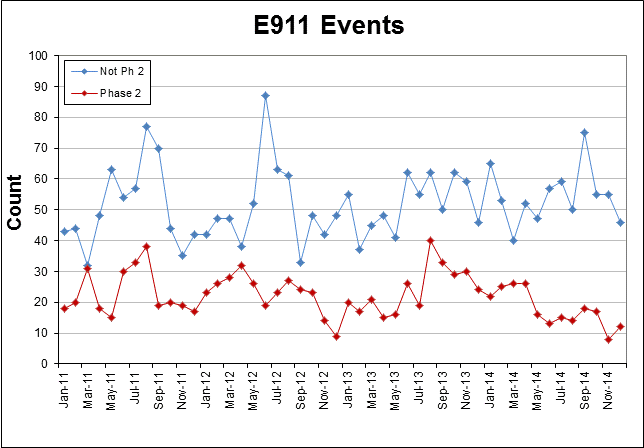 E911 Events
Not Ph 2
Phase 2
Count
100
90
80
70
60
50
40
30
20
10
0
Jan-11
Mar-11
May-11
Jul-11
Sep-11
Nov-11
Jan-12
Mar-12
May-12
Jul-12
Sep-12
Nov-12
Jan-13
Mar-13
May-13
Jul-13
Sep-13
Nov-13
Jan-14
Mar-14
May-14
Jul-14
Sep-14
Nov-14